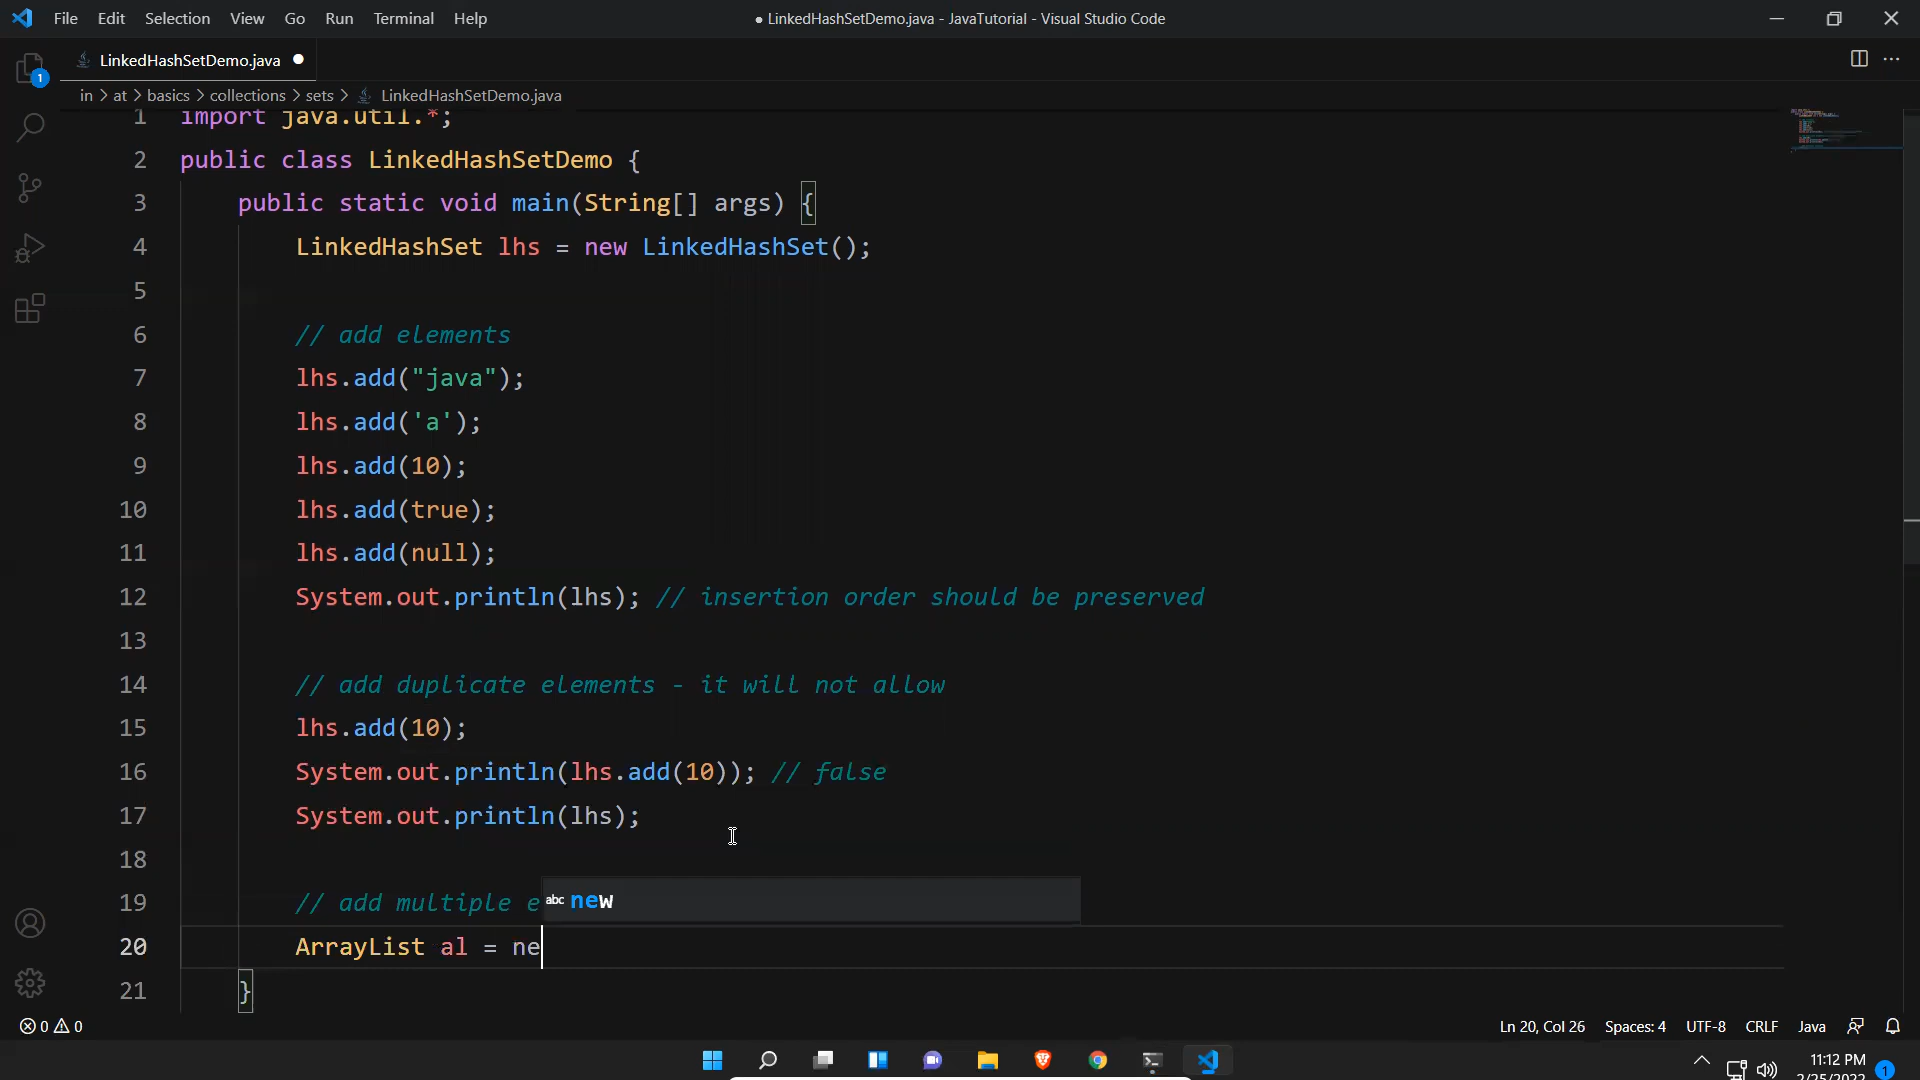 File Edit Selection View Go Run Terminal Help
● LinkedHashSetDemo.java - JavaTutorial - Visual Studio Code
LinkedHashSetDemo.java ●
in > at > basics > collections > sets > LinkedHashSetDemo.java
1 import java.util.*;
2 public class LinkedHashSetDemo {
3 public static void main(String[] args) {
4 LinkedHashSet lhs = new LinkedHashSet();
5
6 // add elements
7 lhs.add("java");
8 lhs.add('a');
9 lhs.add(10);
10 lhs.add(true);
11 lhs.add(null);
12 System.out.println(lhs); // insertion order should be preserved
13
14 // add duplicate elements - it will not allow
15 lhs.add(10);
16 System.out.println(lhs.add(10)); // false
17 System.out.println(lhs);
18
19 // add multiple e
abc new
20 ArrayList al = ne
21 }
1
0 0
Ln 20, Col 26 Spaces: 4 UTF-8 CRLF Java
11:12 PM
2/25/2022
1